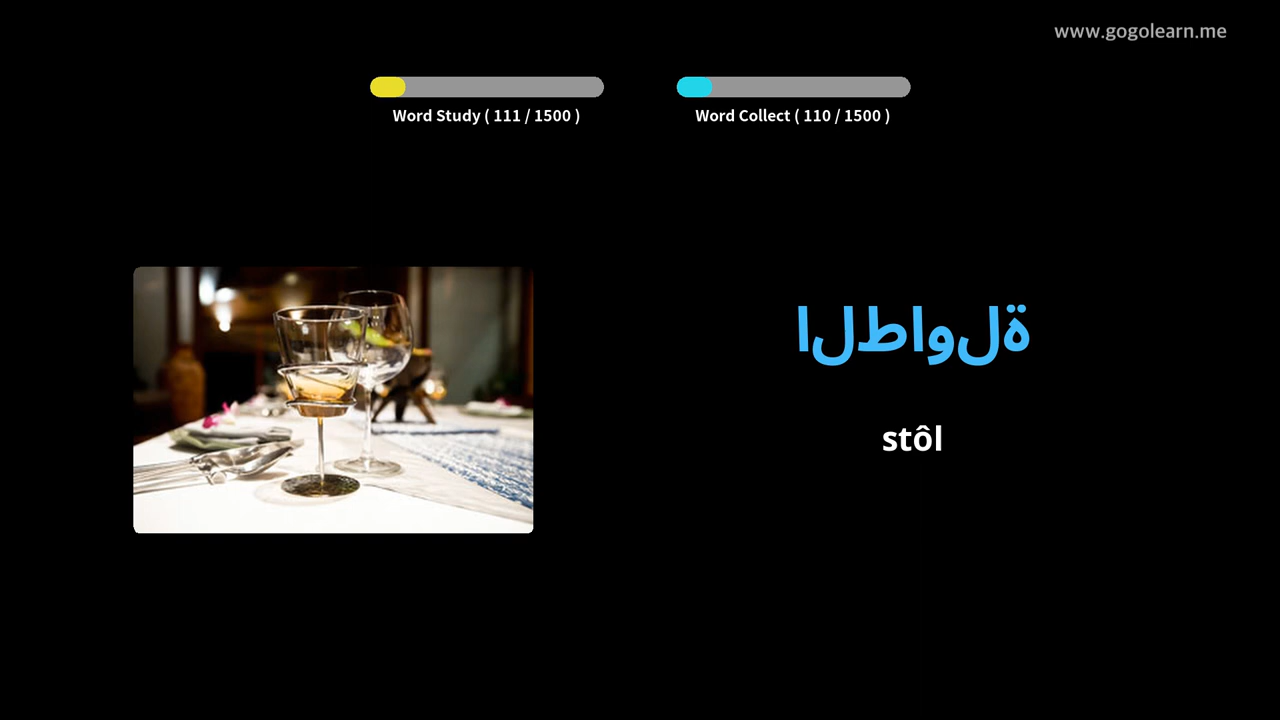 www.gogolearn.me
Word Study ( 111 / 1500 )
Word Collect ( 110 / 1500 )
الطاولة
stôl